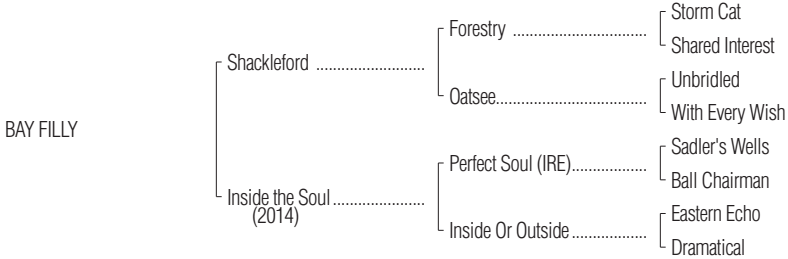 Storm Cat
Forestry ................................
Shared Interest
Shackleford ..........................
Unbridled
Oatsee....................................
With Every Wish
BAY FILLY
Sadler's Wells
Perfect Soul (IRE)..................
Ball Chairman
Inside the Soul ......................
(2014)
Eastern Echo
Inside Or Outside ..................
Dramatical